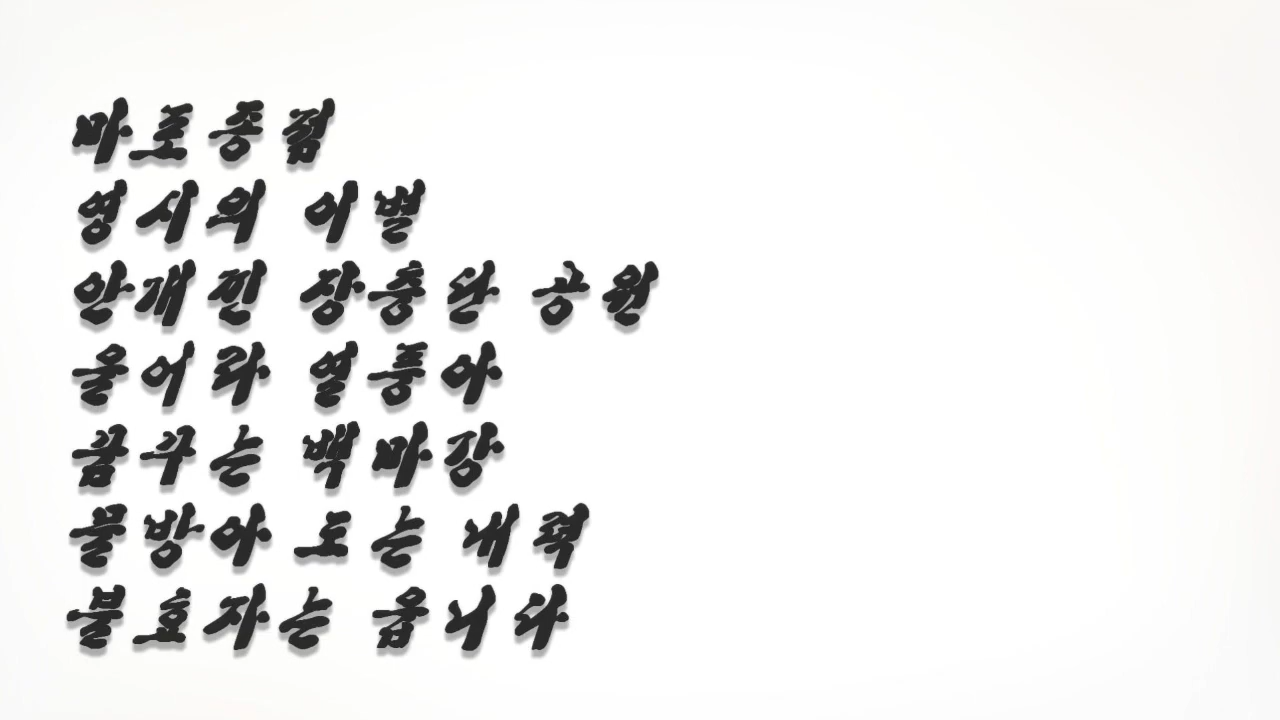 마포종점
영시의 이별
안개낀 장충단 공원
울어라 열풍아
꿈꾸는 백마강
물방아 도는 내력
불효자는 웁니다